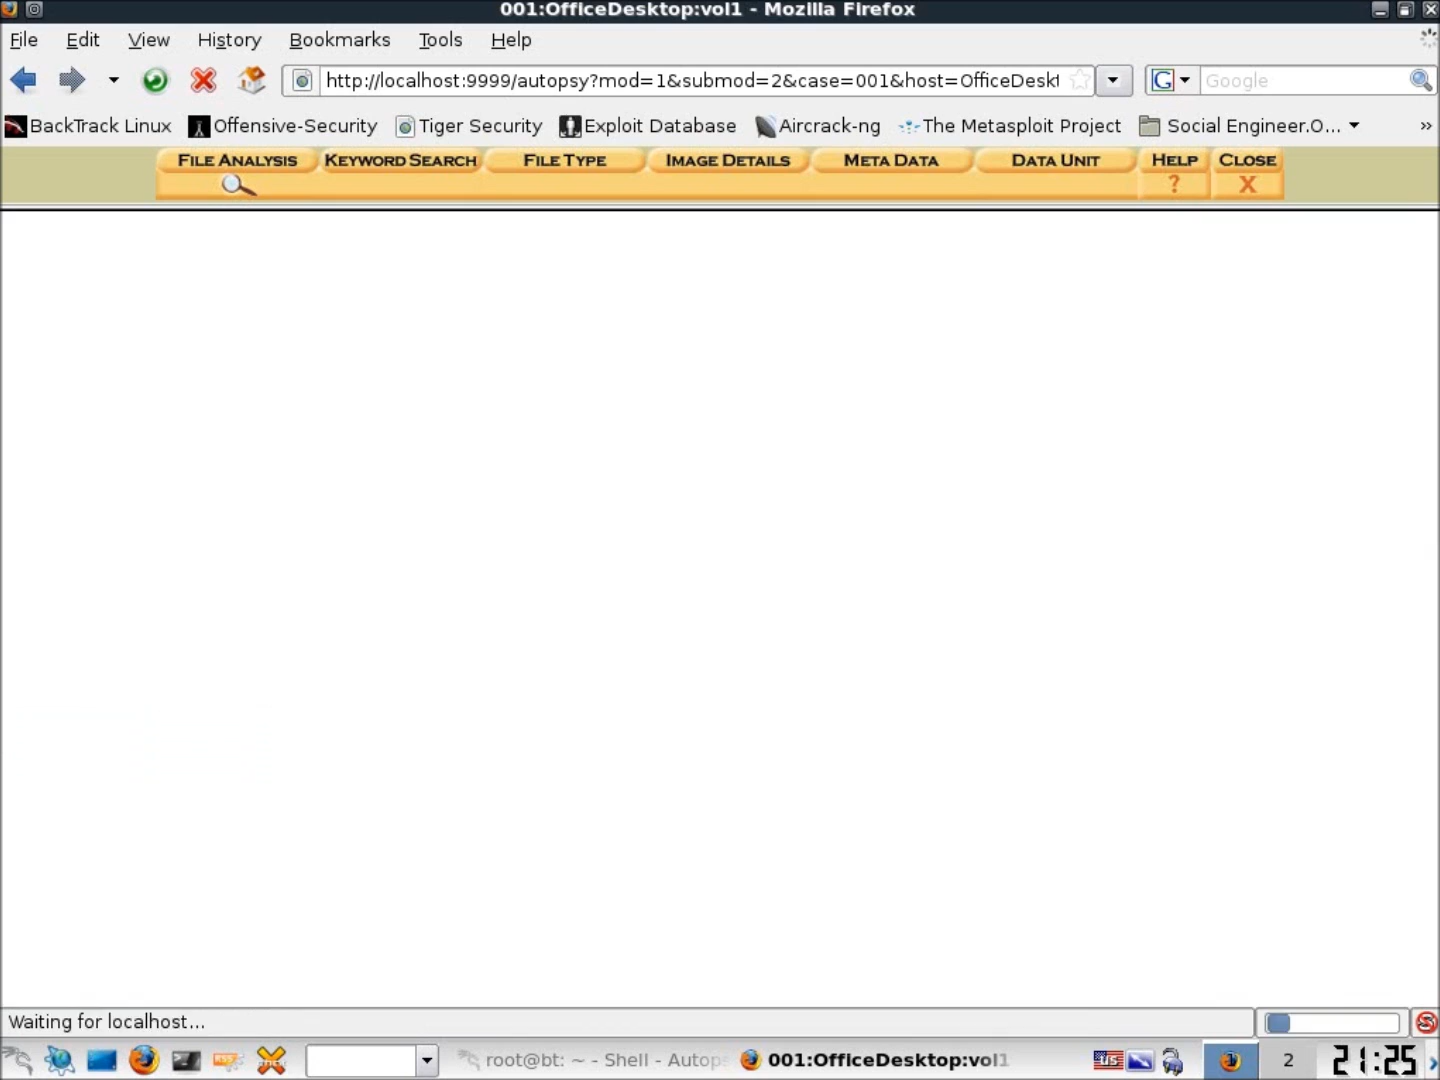 001:OfficeDesktop:vol1 - Mozilla Firefox
File Edit View History Bookmarks Tools Help
http://localhost:9999/autopsy?mod=1&submod=2&case=001&host=OfficeDeskt G Google
BackTrack Linux Offensive-Security Tiger Security Exploit Database Aircrack-ng The Metasploit Project Social Engineer.O... »
FILE ANALYSIS KEYWORD SEARCH FILE TYPE IMAGE DETAILS META DATA DATA UNIT HELP CLOSE
? X
Waiting for localhost...
root@bt: ~ - Shell - Autops 001:OfficeDesktop:vol1 US 2 21:25